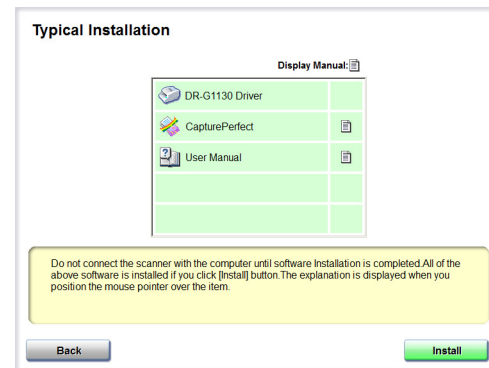 Typical Installation
Display Manual:
DR-G1130 Driver
CapturePerfect
User Manual
Do not connect the scanner with the computer until software Installation is completed.All of the
above software is installed if you click [Install] button.The explanation is displayed when you
position the mouse pointer over the item.
Back
Install